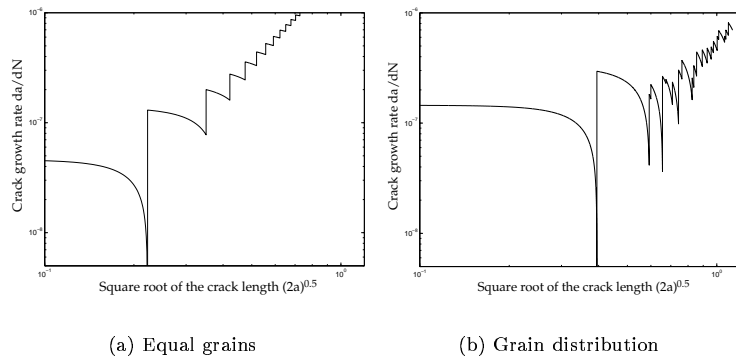 10⁻⁶
10⁻⁷
10⁻⁸
10⁻¹
10⁰
Crack growth rate da/dN
Square root of the crack length (2a)⁰·⁵
(a) Equal grains
10⁻⁶
10⁻⁷
10⁻⁸
10⁻¹
10⁰
Crack growth rate da/dN
Square root of the crack length (2a)⁰·⁵
(b) Grain distribution